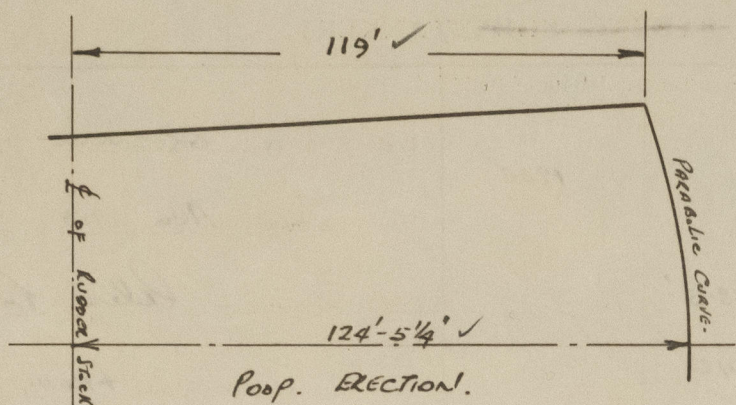 119' ✓
℄ OF RUDDER STOCK
PARABOLIC CURVE.
124'-5¼" ✓
POOP. ERECTION.